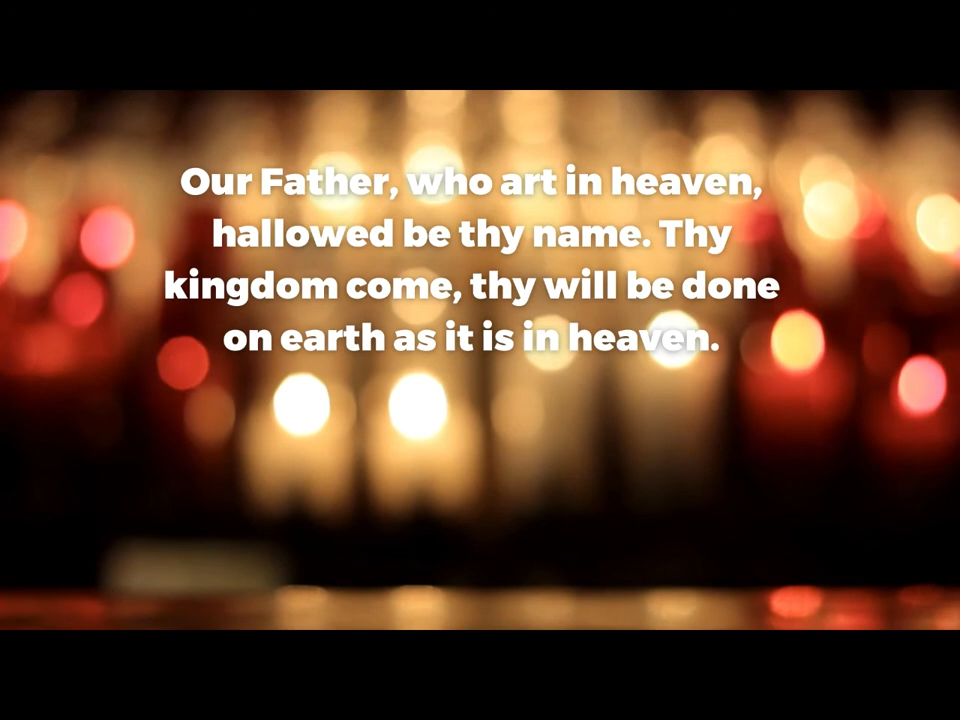 Our Father, who art in heaven,
hallowed be thy name. Thy
kingdom come, thy will be done
on earth as it is in heaven.